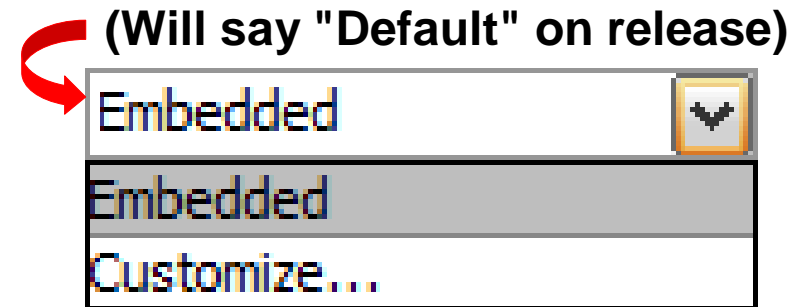 (Will say "Default" on release)
Embedded
Embedded
Customize...